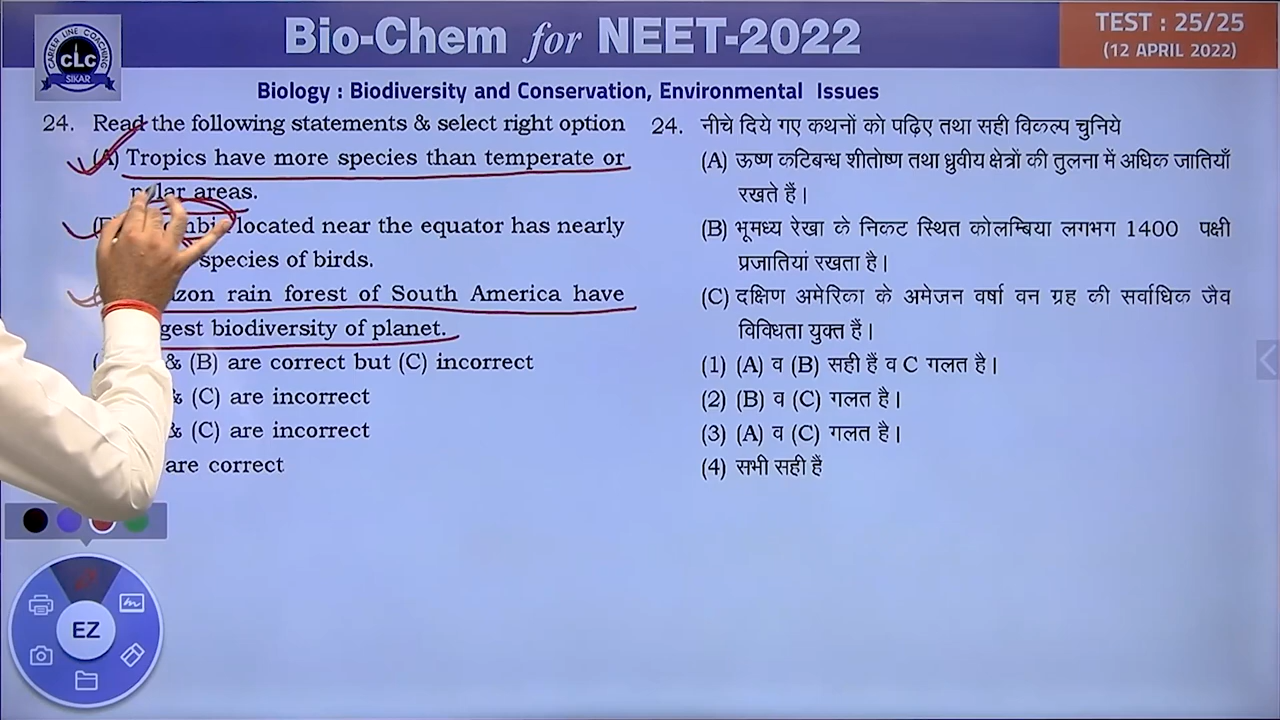 CAREER LINE COACHING
CLC
SIKAR
Bio-Chem for NEET-2022
TEST : 25/25
(12 APRIL 2022)
Biology : Biodiversity and Conservation, Environmental Issues
24. Read the following statements & select right option
(A) Tropics have more species than temperate or
polar areas.
located near the equator has nearly
species of birds.
rain forest of South America have
biodiversity of planet.
& (B) are correct but (C) incorrect
& (C) are incorrect
& (C) are incorrect
are correct
24. नीचे दिये गए कथनों को पढ़िए तथा सही विकल्प चुनिये
(A) ऊष्ण कटिबन्ध शीतोष्ण तथा ध्रुवीय क्षेत्रों की तुलना में अधिक जातियाँ
रखते हैं।
(B) भूमध्य रेखा के निकट स्थित कोलम्बिया लगभग 1400 पक्षी
प्रजातियां रखता है।
(C) दक्षिण अमेरिका के अमेजन वर्षा वन ग्रह की सर्वाधिक जैव
विविधता युक्त हैं।
(1) (A) व (B) सही हैं व C गलत है।
(2) (B) व (C) गलत है।
(3) (A) व (C) गलत है।
(4) सभी सही हैं
EZ